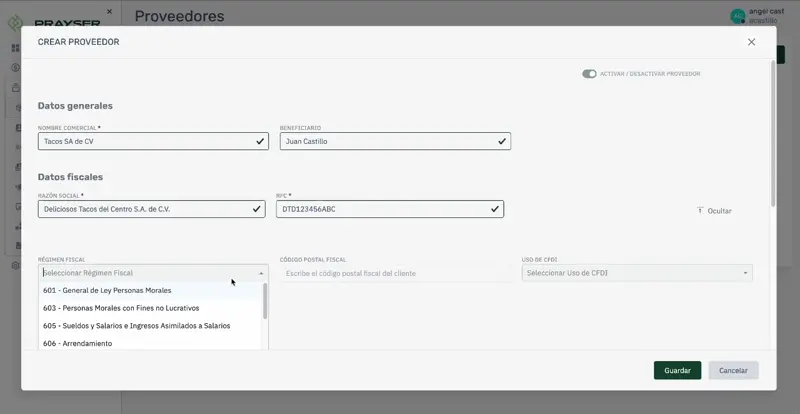 PRAYSER
Proveedores
angel cast
acastillo
CREAR PROVEEDOR
ACTIVAR / DESACTIVAR PROVEEDOR
Datos generales
NOMBRE COMERCIAL *
BENEFICIARIO
Tacos SA de CV
Juan Castillo
Datos fiscales
RAZÓN SOCIAL *
RFC *
Deliciosos Tacos del Centro S.A. de C.V.
DTD123456ABC
Ocultar
RÉGIMEN FISCAL
CÓDIGO POSTAL FISCAL
USO DE CFDI
Seleccionar Régimen Fiscal
Escribe el código postal fiscal del cliente
Seleccionar Uso de CFDI
601 - General de Ley Personas Morales
603 - Personas Morales con Fines no Lucrativos
605 - Sueldos y Salarios e Ingresos Asimilados a Salarios
606 - Arrendamiento
Guardar
Cancelar